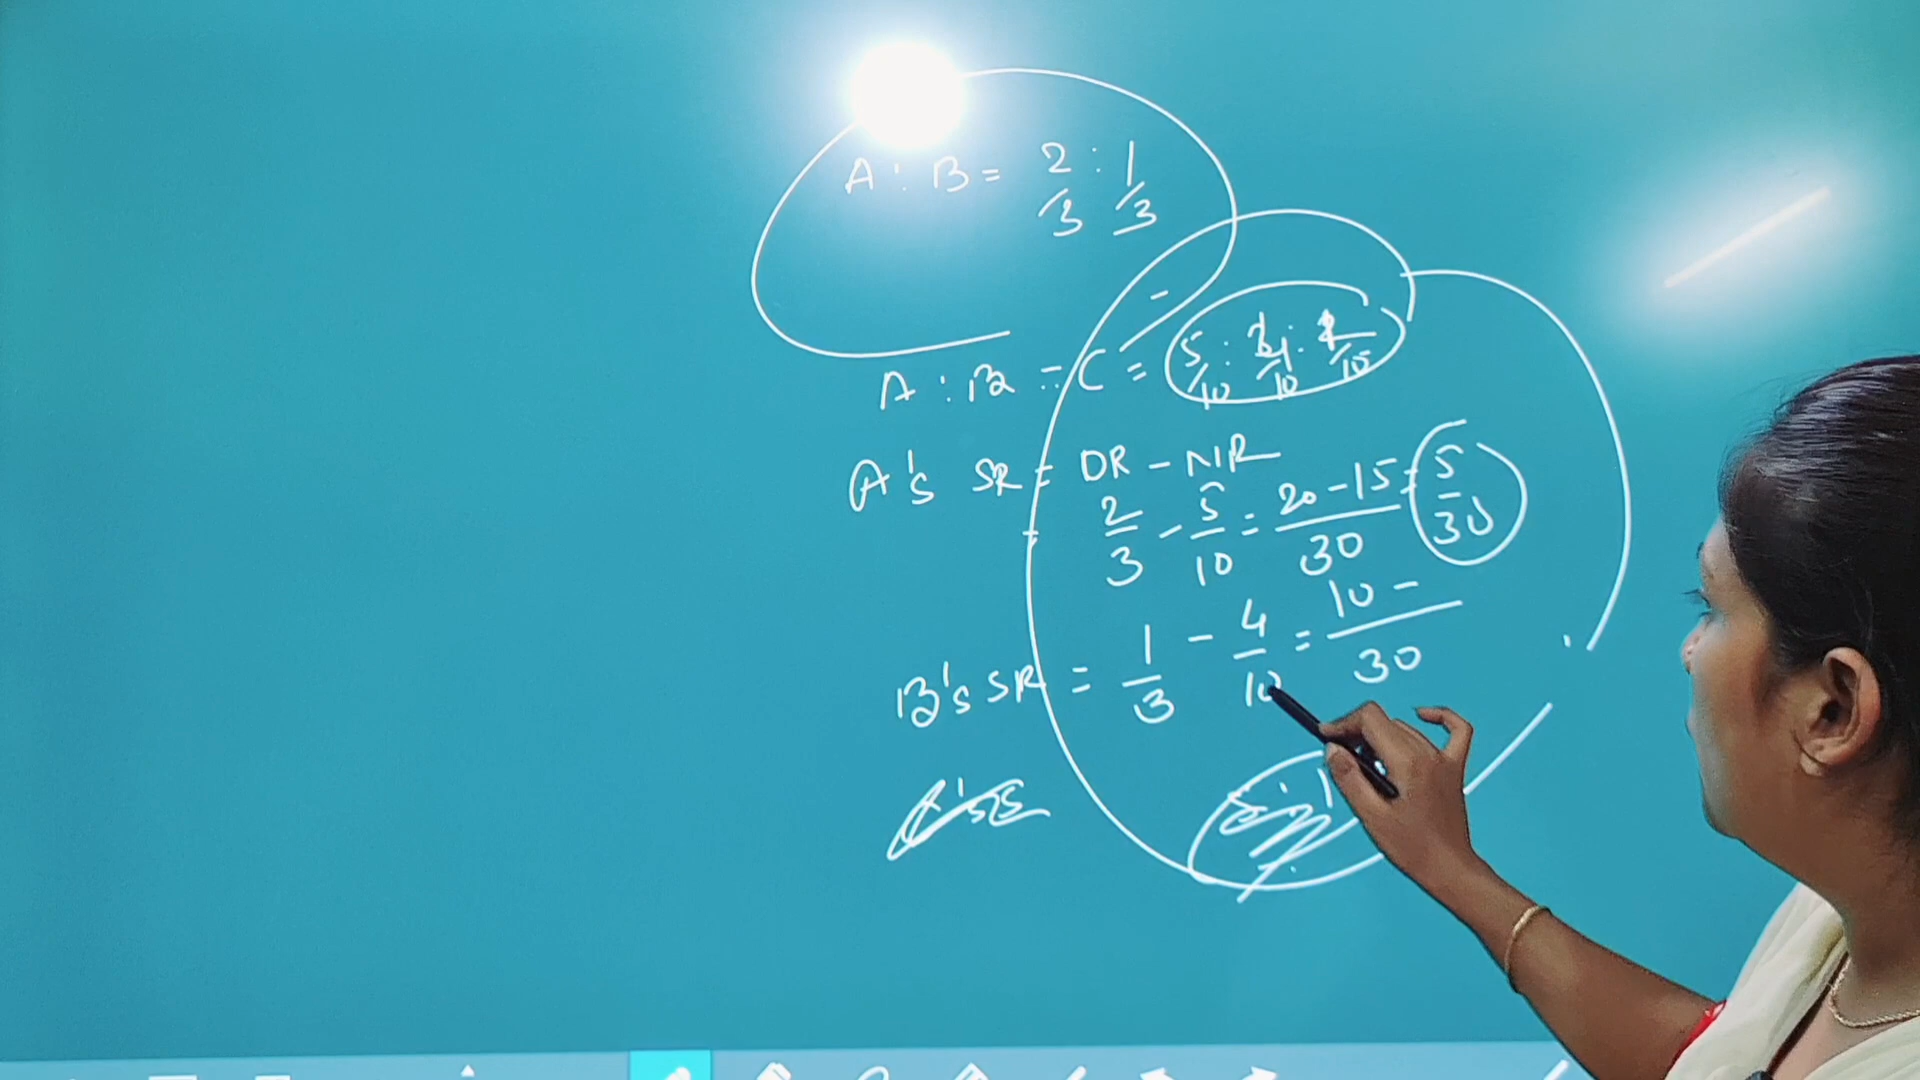 A : B = 2/3 : 1/3
A : B : C = 5/10 : 4/10 : 1/10
A's SR = OR - NR
= 2/3 - 5/10 = 20-15/30 = 5/30
B's SR = 1/3 - 4/10 = 10 - /30